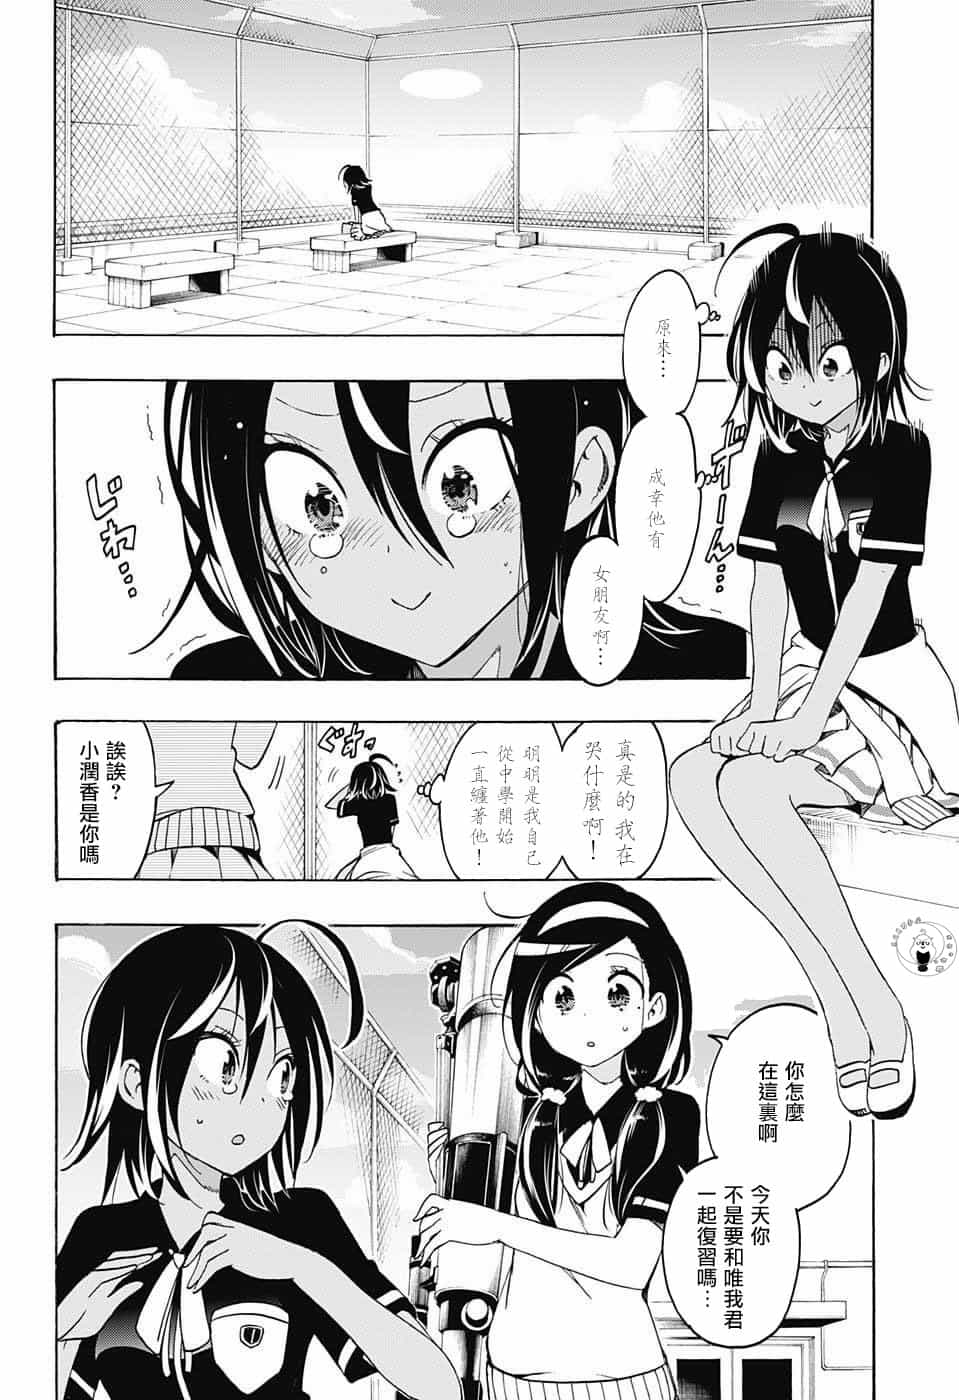 原來…
成幸他有
女朋友啊…
ずーん…
じわ…
真是的我在
哭什麼啊！
明明是我自己
從中學開始
一直纏著他！
誒誒？
小潤香是你嗎
你怎麼
在這裏啊
今天你
不是要和唯我君
一起復習嗎…